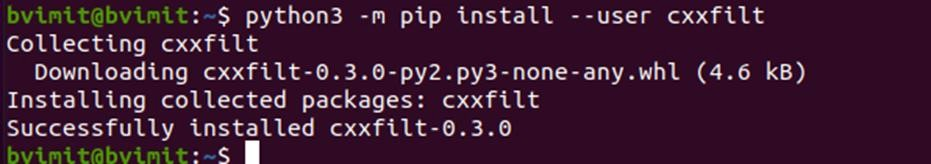 bvimit@bvimit:~$ python3 -m pip install --user cxxfilt
Collecting cxxfilt
  Downloading cxxfilt-0.3.0-py2.py3-none-any.whl (4.6 kB)
Installing collected packages: cxxfilt
Successfully installed cxxfilt-0.3.0
bvimit@bvimit:~$